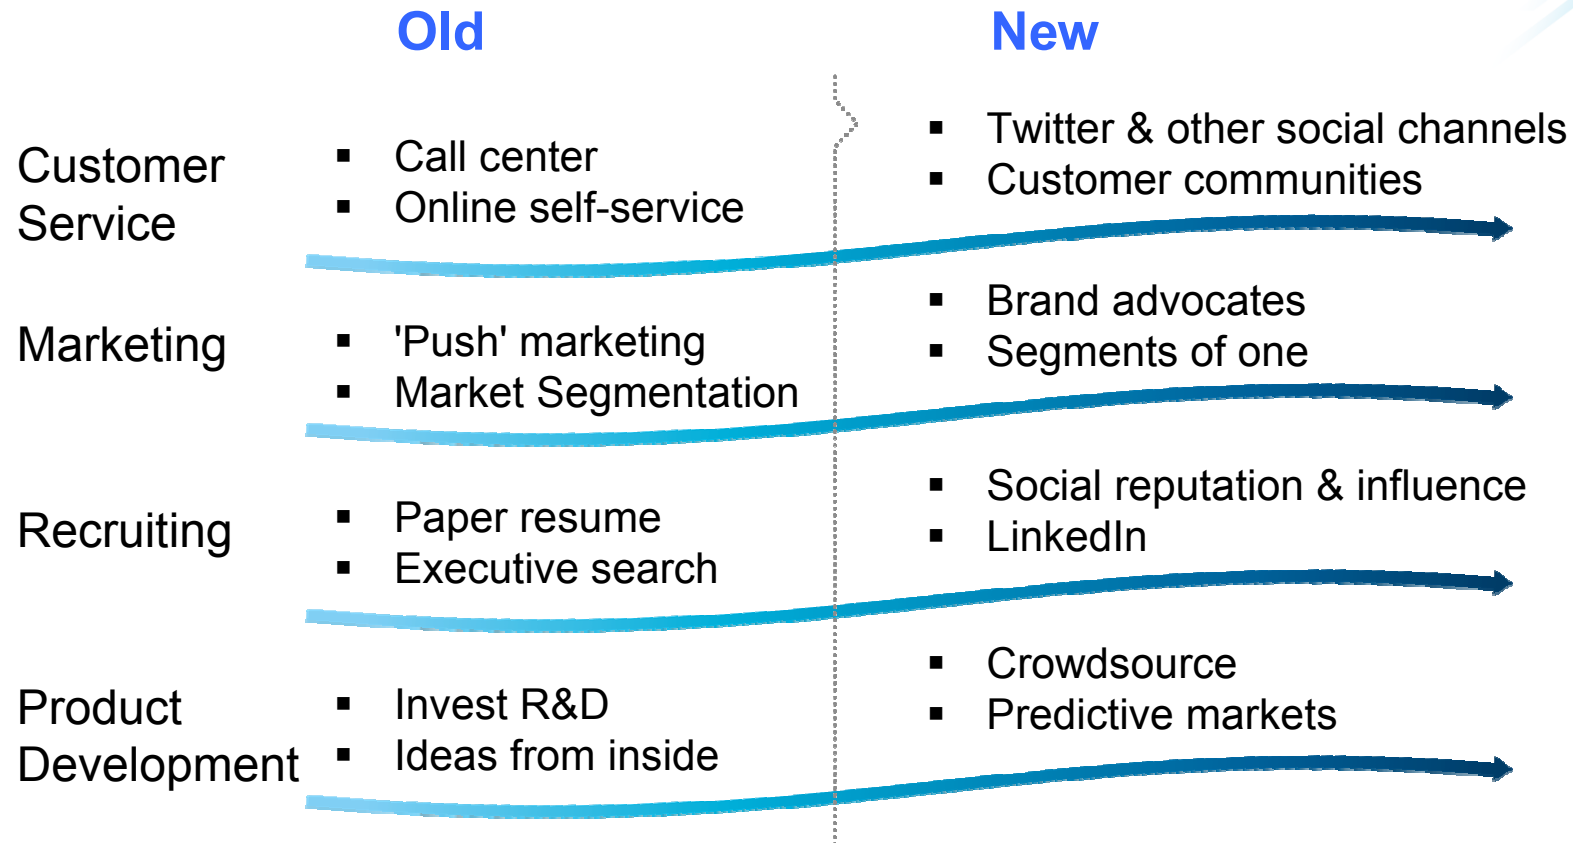 Old
New
Customer
Service
▪ Call center
▪ Online self-service
▪ Twitter & other social channels
▪ Customer communities
Marketing
▪ 'Push' marketing
▪ Market Segmentation
▪ Brand advocates
▪ Segments of one
Recruiting
▪ Paper resume
▪ Executive search
▪ Social reputation & influence
▪ LinkedIn
Product
Development
▪ Invest R&D
▪ Ideas from inside
▪ Crowdsource
▪ Predictive markets